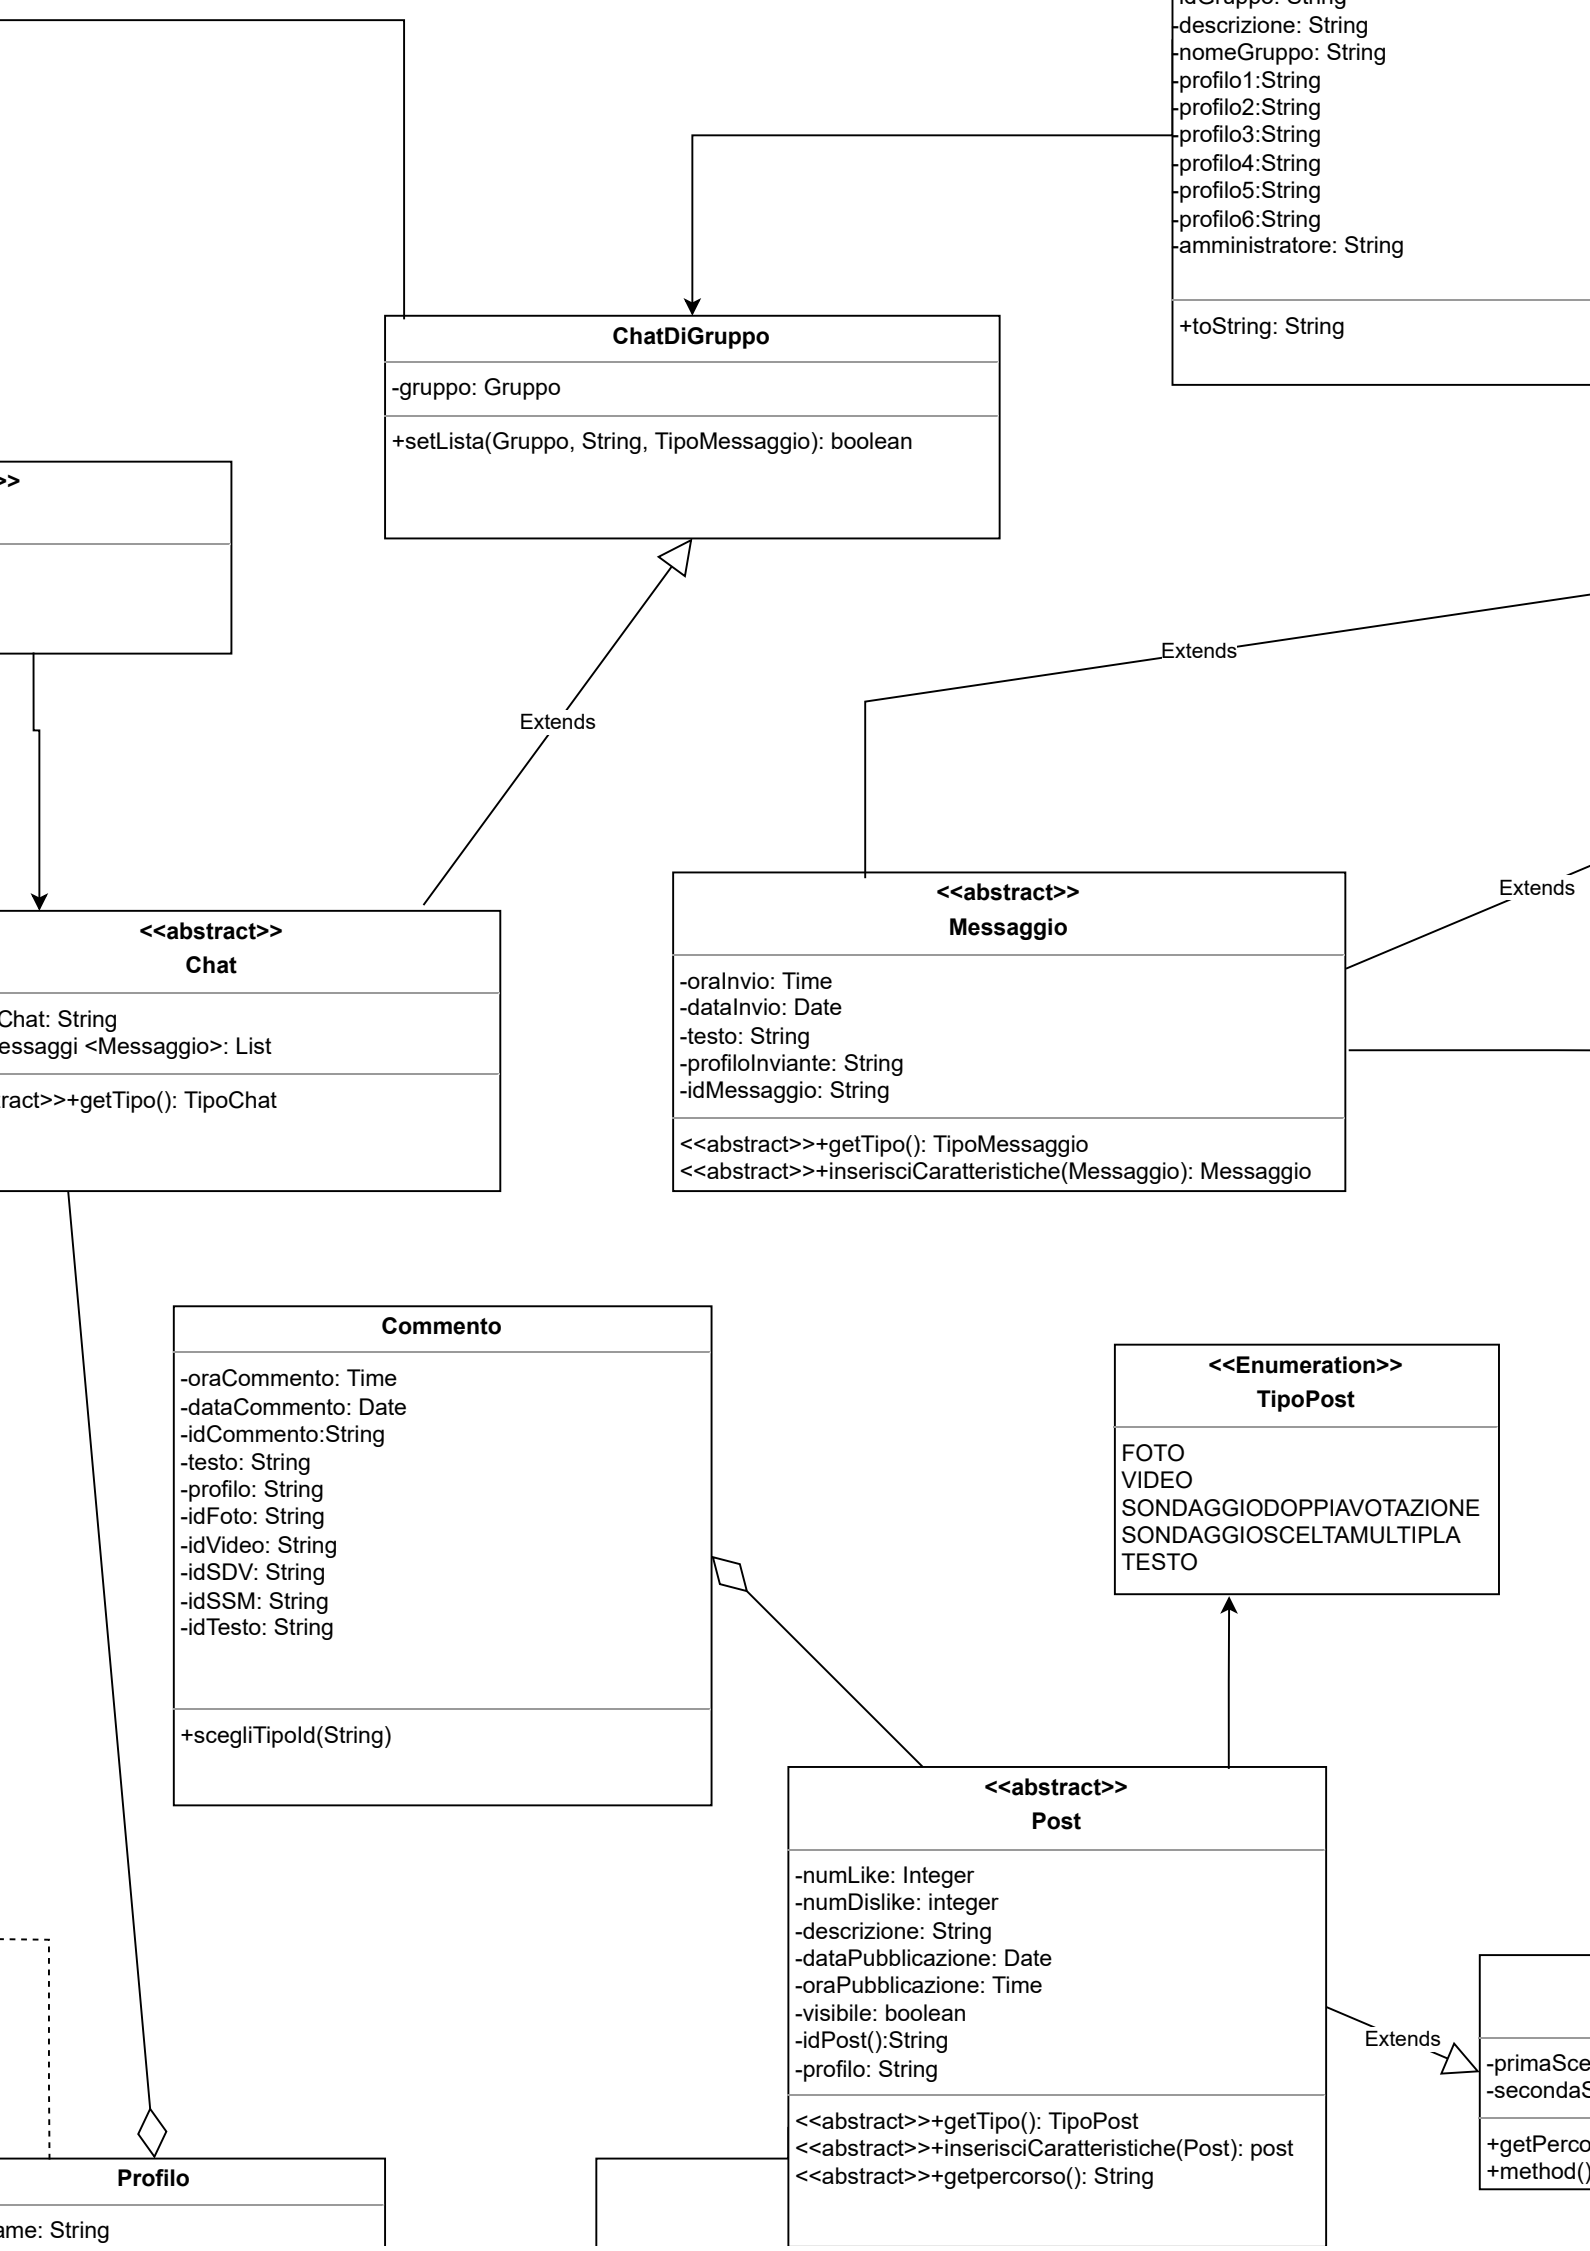 -descrizione: String
-nomeGruppo: String
-profilo1:String
-profilo2:String
-profilo3:String
-profilo4:String
-profilo5:String
-profilo6:String
-amministratore: String
+toString: String
ChatDiGruppo
-gruppo: Gruppo
+setLista(Gruppo, String, TipoMessaggio): boolean
>>
Extends
Extends
Extends
<<abstract>>
Chat
Chat: String
essaggi <Messaggio>: List
ract>>+getTipo(): TipoChat
<<abstract>>
Messaggio
-oraInvio: Time
-dataInvio: Date
-testo: String
-profiloInviante: String
-idMessaggio: String
<<abstract>>+getTipo(): TipoMessaggio
<<abstract>>+inserisciCaratteristiche(Messaggio): Messaggio
Commento
-oraCommento: Time
-dataCommento: Date
-idCommento:String
-testo: String
-profilo: String
-idFoto: String
-idVideo: String
-idSDV: String
-idSSM: String
-idTesto: String
+scegliTipoId(String)
<<Enumeration>>
TipoPost
FOTO
VIDEO
SONDAGGIODOPPIAVOTAZIONE
SONDAGGIOSCELTAMULTIPLA
TESTO
<<abstract>>
Post
-numLike: Integer
-numDislike: integer
-descrizione: String
-dataPubblicazione: Date
-oraPubblicazione: Time
-visibile: boolean
-idPost():String
-profilo: String
<<abstract>>+getTipo(): TipoPost
<<abstract>>+inserisciCaratteristiche(Post): post
<<abstract>>+getpercorso(): String
Extends
-primaSce
-secondaS
+getPerco
+method()
Profilo
ame: String